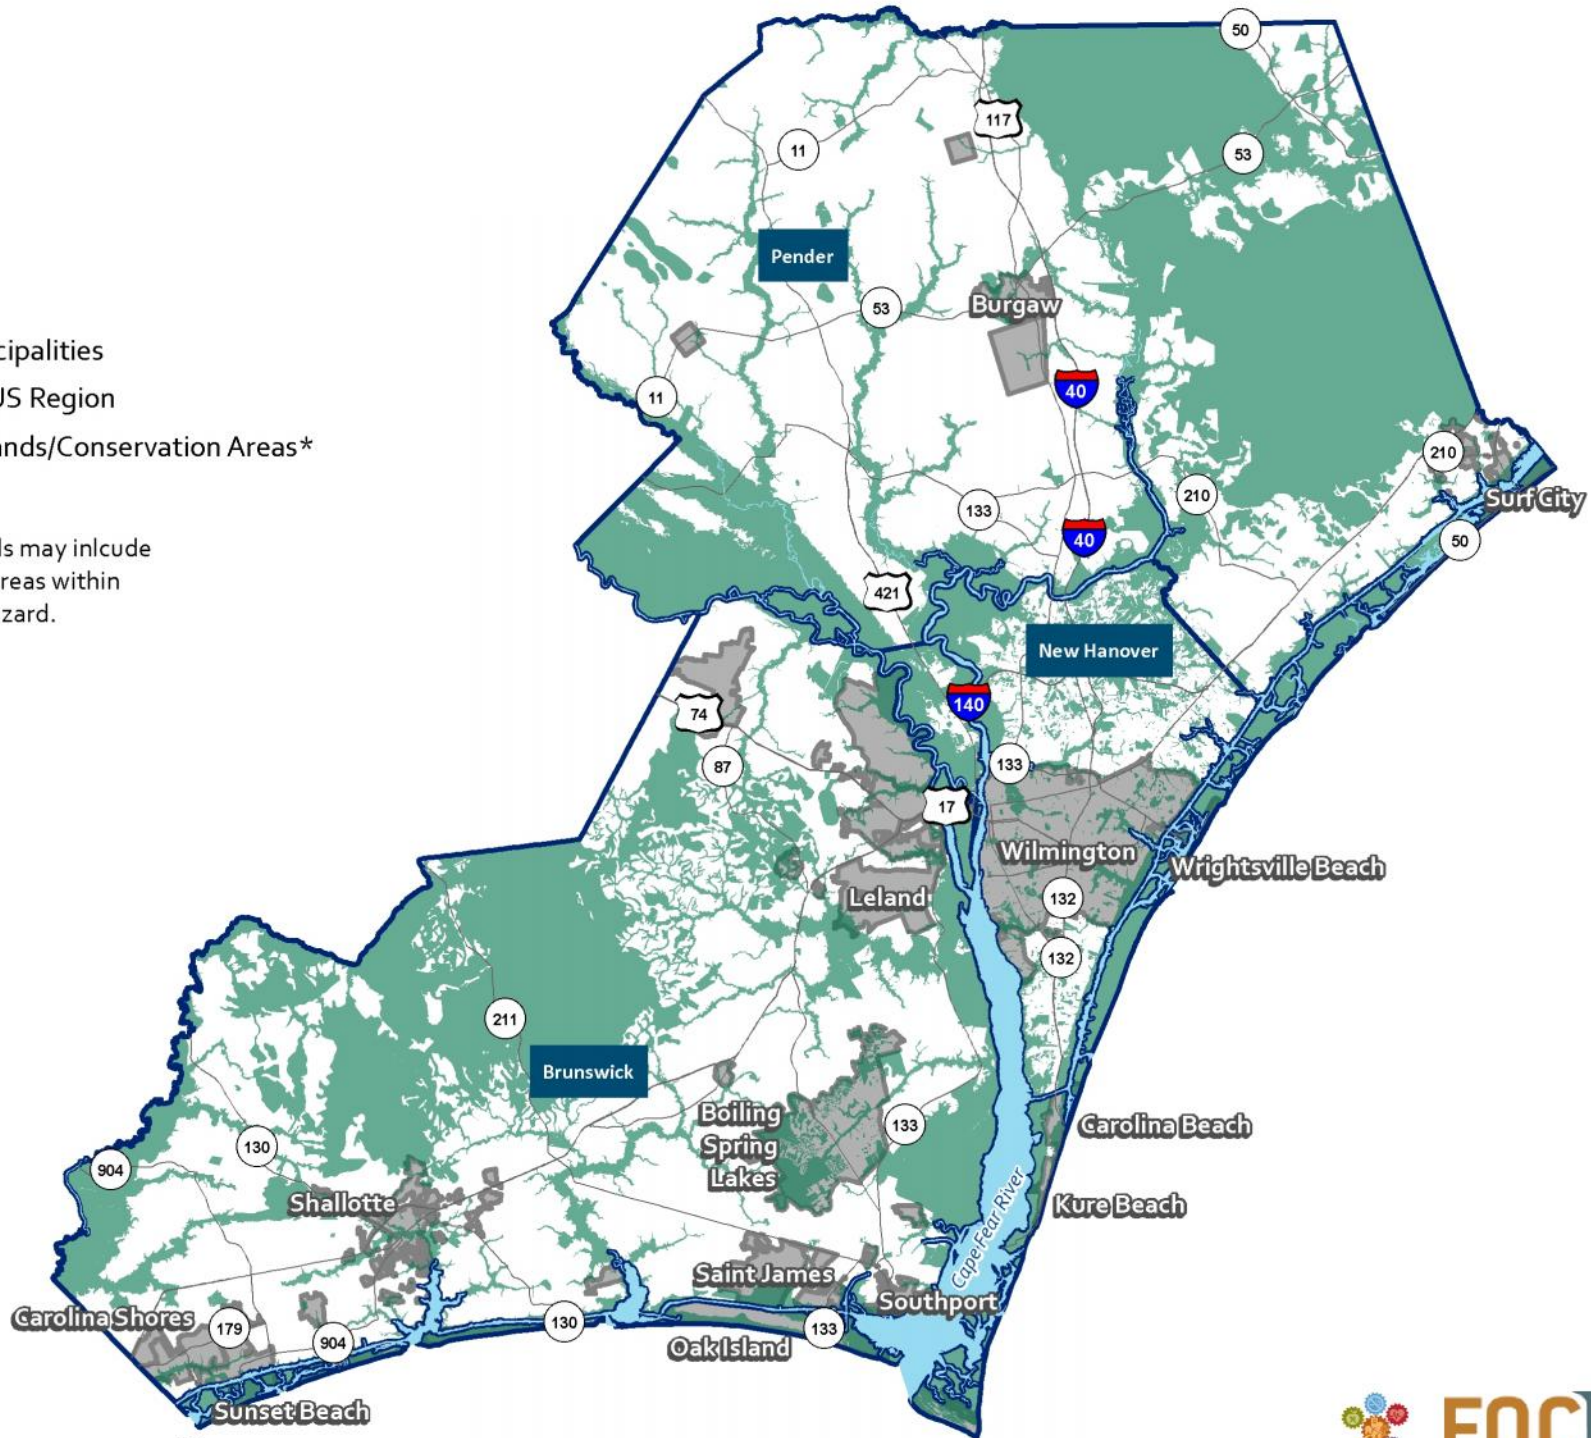 50
117
11
53
Pender
53
Burgaw
cipalities
40
US Region
11
ands/Conservation Areas*
210
210
Surf City
133
40
50
ds may inlcude
reas within
421
zard.
New Hanover
140
74
87
133
17
Wilmington
Wrightsville Beach
Leland
132
132
211
Brunswick
Boiling
Spring
Lakes
133
Carolina Beach
130
904
Shallotte
Kure Beach
Cape Fear River
Saint James
Southport
Carolina Shores
179
904
130
133
Oak Island
Sunset Beach